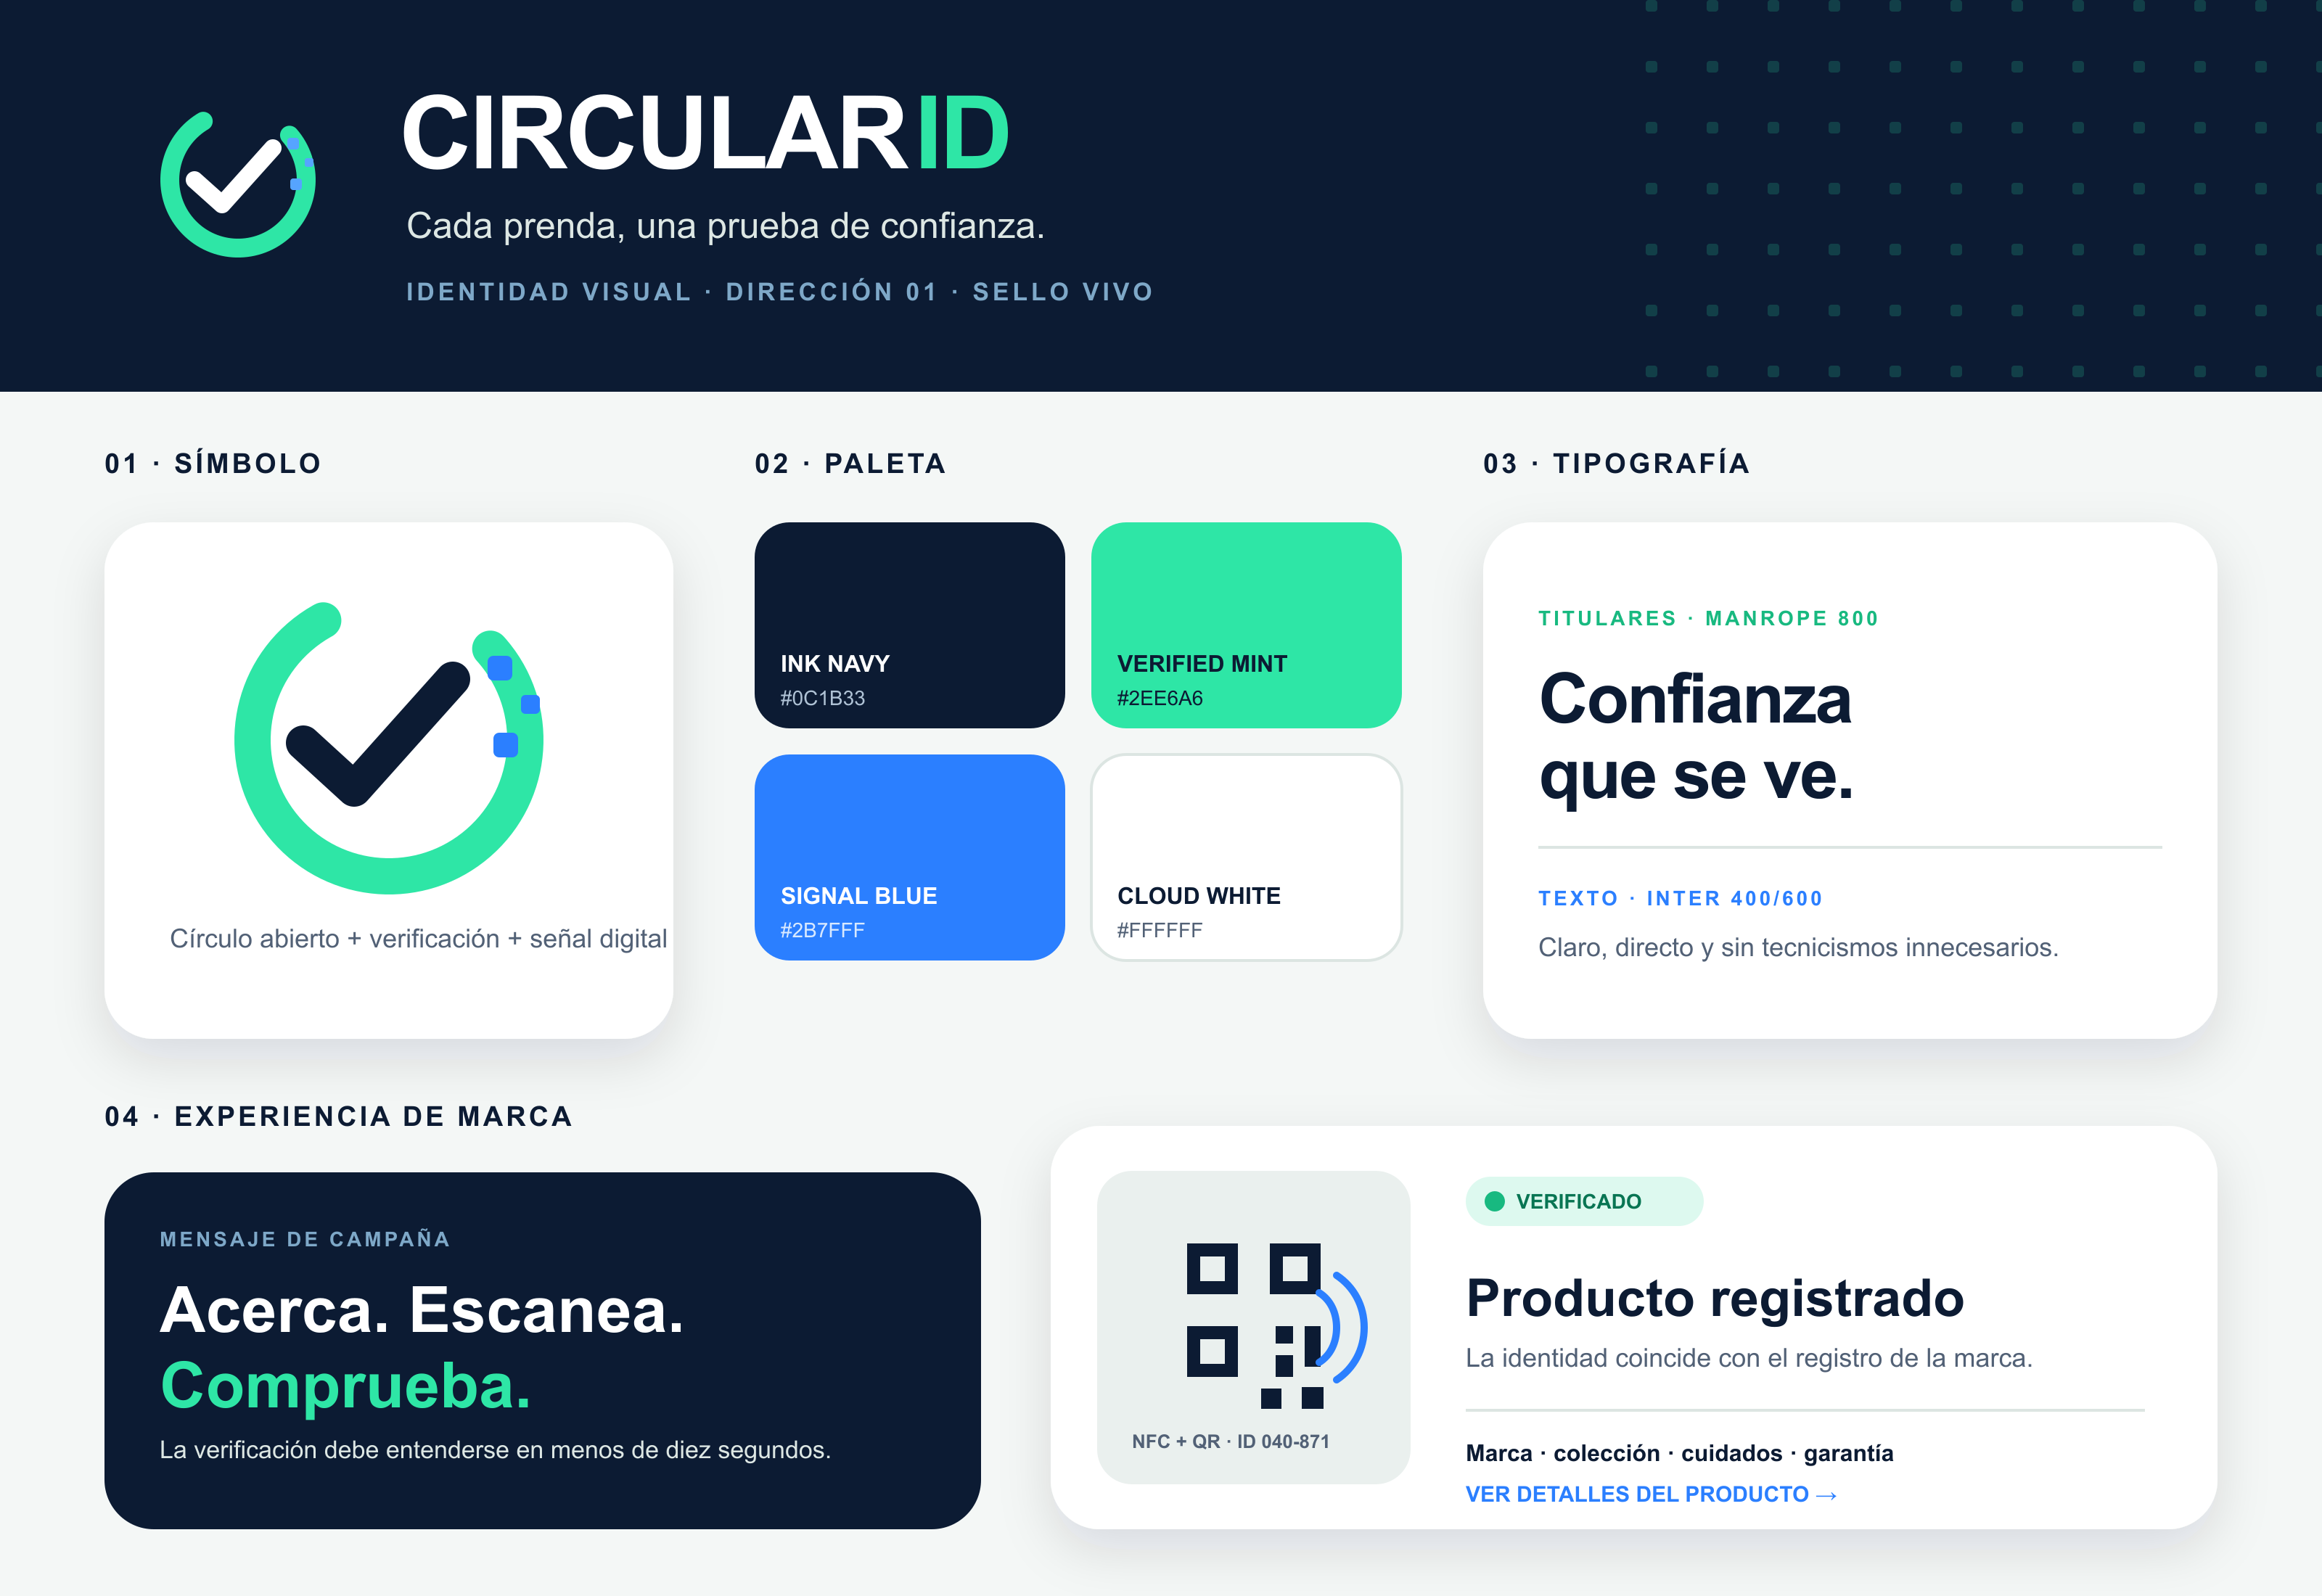 CIRCULARID
Cada prenda, una prueba de confianza.
IDENTIDAD VISUAL · DIRECCIÓN 01 · SELLO VIVO
01 · SÍMBOLO
Círculo abierto + verificación + señal digital
02 · PALETA
INK NAVY
#0C1B33
VERIFIED MINT
#2EE6A6
SIGNAL BLUE
#2B7FFF
CLOUD WHITE
#FFFFFF
03 · TIPOGRAFÍA
TITULARES · MANROPE 800
Confianza
que se ve.
TEXTO · INTER 400/600
Claro, directo y sin tecnicismos innecesarios.
04 · EXPERIENCIA DE MARCA
MENSAJE DE CAMPAÑA
Acerca. Escanea.
Comprueba.
La verificación debe entenderse en menos de diez segundos.
NFC + QR · ID 040-871
VERIFICADO
Producto registrado
La identidad coincide con el registro de la marca.
Marca · colección · cuidados · garantía
VER DETALLES DEL PRODUCTO →